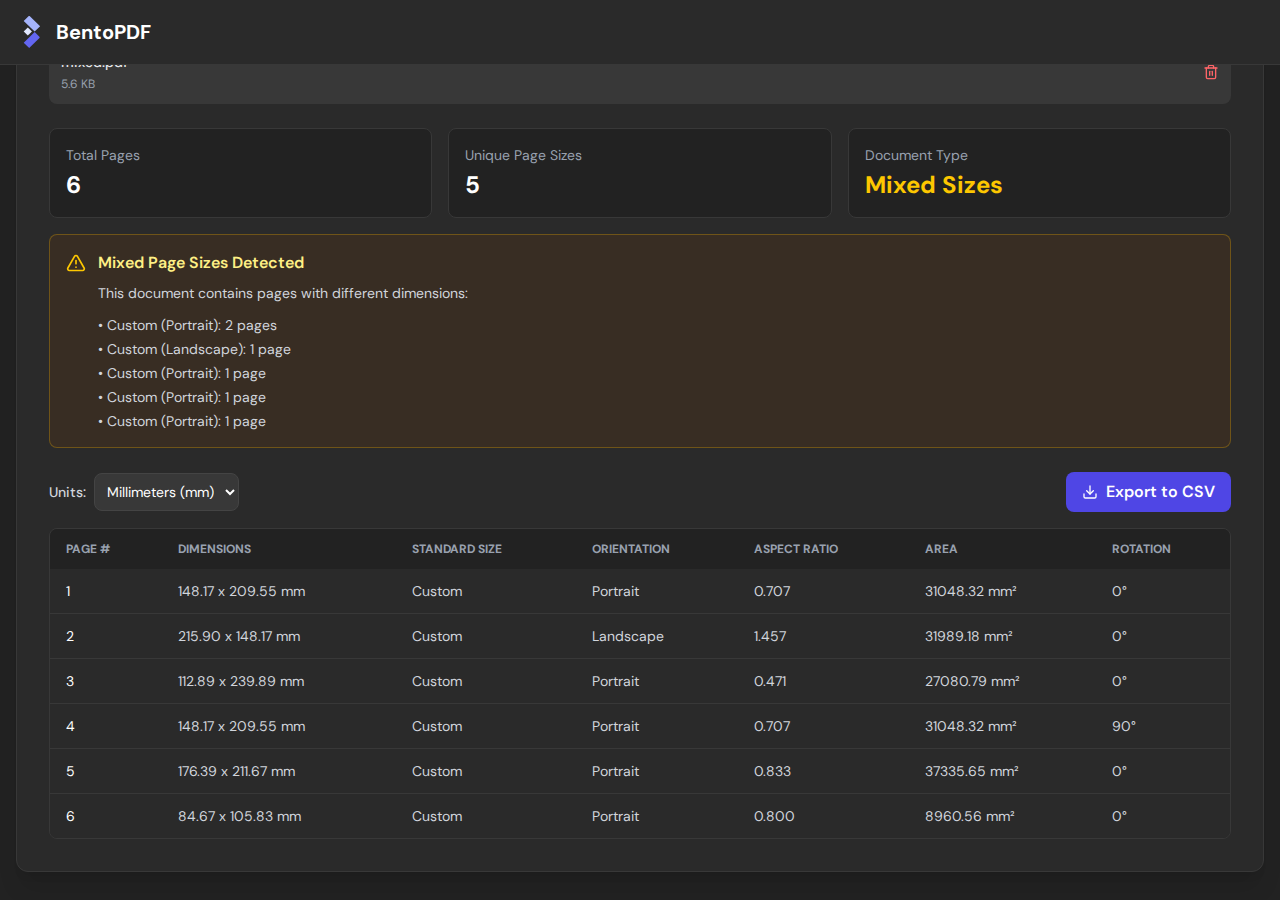 BentoPDF
mixed.pdf
5.6 KB
Total Pages
6
Unique Page Sizes
5
Document Type
Mixed Sizes
Mixed Page Sizes Detected
This document contains pages with different dimensions:
• Custom (Portrait): 2 pages
• Custom (Landscape): 1 page
• Custom (Portrait): 1 page
• Custom (Portrait): 1 page
• Custom (Portrait): 1 page
Units: Millimeters (mm)
Export to CSV
PAGE # DIMENSIONS STANDARD SIZE ORIENTATION ASPECT RATIO AREA ROTATION
1 148.17 x 209.55 mm Custom Portrait 0.707 31048.32 mm² 0°
2 215.90 x 148.17 mm Custom Landscape 1.457 31989.18 mm² 0°
3 112.89 x 239.89 mm Custom Portrait 0.471 27080.79 mm² 0°
4 148.17 x 209.55 mm Custom Portrait 0.707 31048.32 mm² 90°
5 176.39 x 211.67 mm Custom Portrait 0.833 37335.65 mm² 0°
6 84.67 x 105.83 mm Custom Portrait 0.800 8960.56 mm² 0°